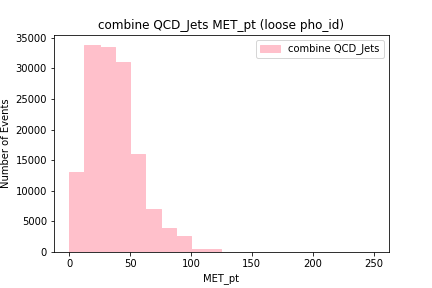 combine QCD_Jets MET_pt (loose pho_id)
combine QCD_Jets
35000
30000
25000
20000
15000
10000
5000
0
Number of Events
0 50 100 150 200 250
MET_pt